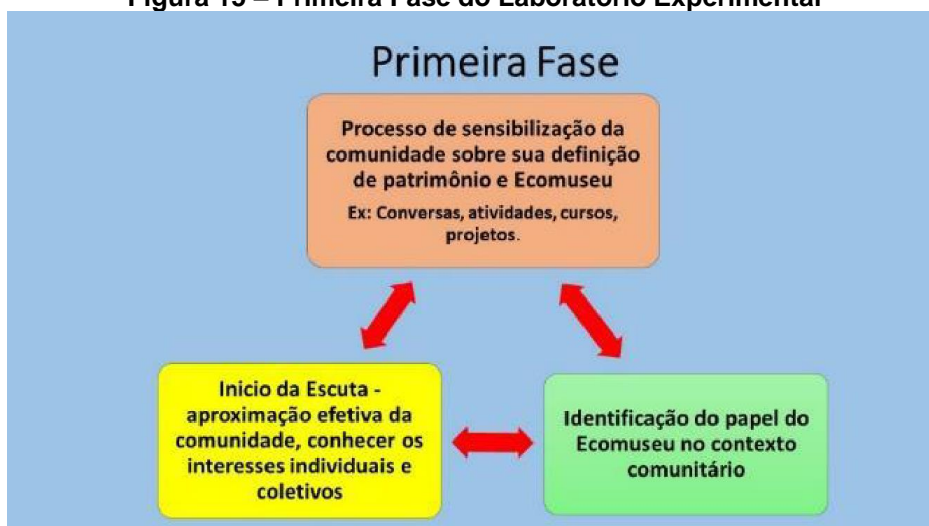 Figura 15 – Primeira Fase do Laboratório Experimental
Primeira Fase
Processo de sensibilização da
comunidade sobre sua definição
de patrimônio e Ecomuseu
Ex: Conversas, atividades, cursos,
projetos.
Inicio da Escuta -
aproximação efetiva da
comunidade, conhecer os
interesses individuais e
coletivos
Identificação do papel do
Ecomuseu no contexto
comunitário